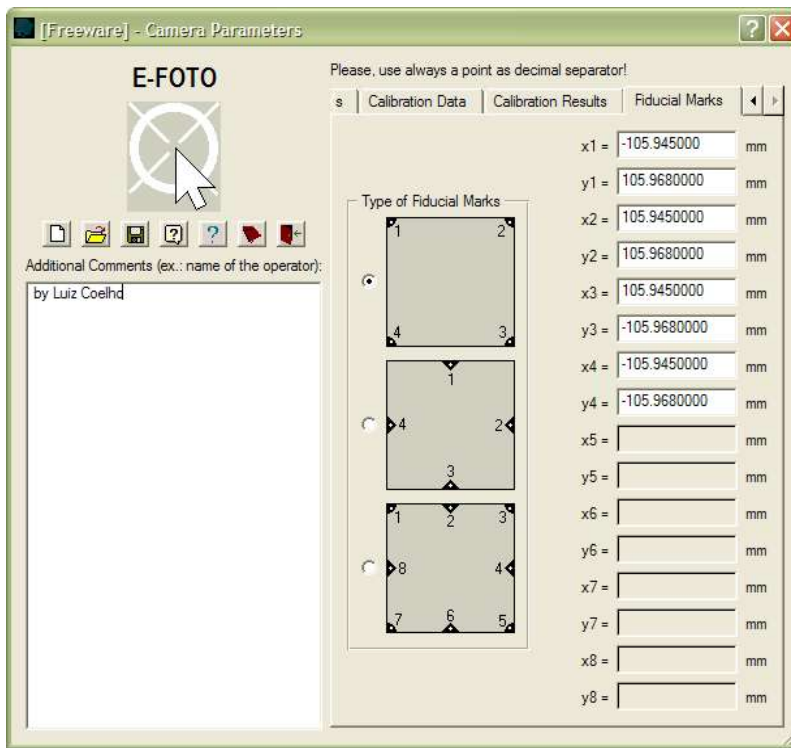 [Freeware] - Camera Parameters
E-FOTO
Additional Comments (ex.: name of the operator):
by Luiz Coelho
Please, use always a point as decimal separator!
s
Calibration Data
Calibration Results
Fiducial Marks
Type of Fiducial Marks
1 2
4 3
1
4 2
3
1 2 3
8 4
7 6 5
x1 = -105.945000 mm
y1 = 105.9680000 mm
x2 = 105.9450000 mm
y2 = 105.9680000 mm
x3 = 105.9450000 mm
y3 = -105.9680000 mm
x4 = -105.9450000 mm
y4 = -105.9680000 mm
x5 = mm
y5 = mm
x6 = mm
y6 = mm
x7 = mm
y7 = mm
x8 = mm
y8 = mm